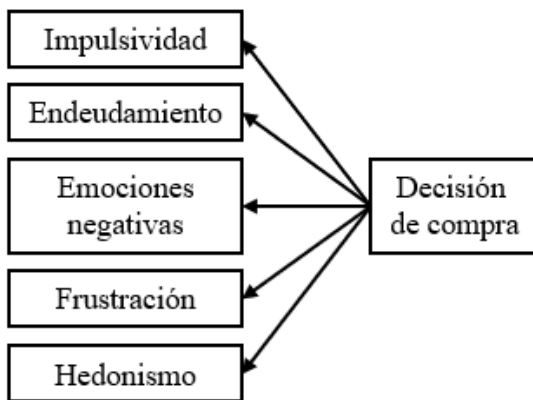 Impulsividad
Endeudamiento
Emociones
negativas
Frustración
Hedonismo
Decisión
de compra